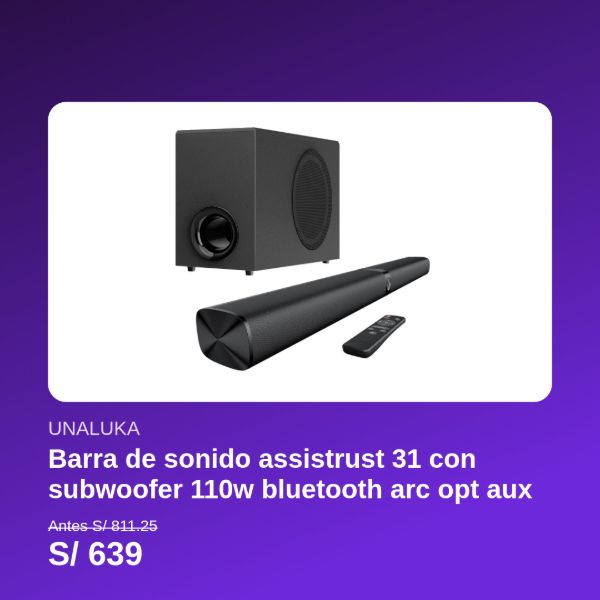 UNALUKA
Barra de sonido assistrust 31 con
subwoofer 110w bluetooth arc opt aux
Antes S/ 811.25
S/ 639